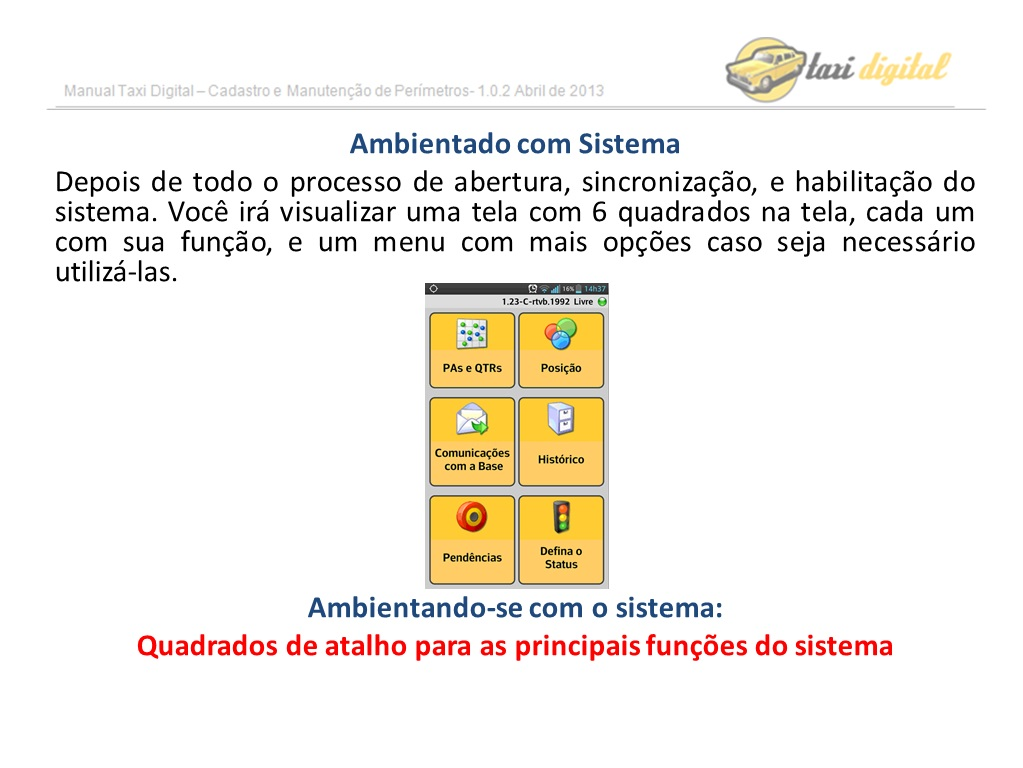 taxi digital
Manual Taxi Digital – Cadastro e Manutenção de Perímetros- 1.0.2 Abril de 2013
Ambientado com Sistema
Depois de todo o processo de abertura, sincronização, e habilitação do
sistema. Você irá visualizar uma tela com 6 quadrados na tela, cada um
com sua função, e um menu com mais opções caso seja necessário
utilizá-las.
16% 14h37
1.23-C-rtvb.1992 Livre
PAs e QTRs
Posição
Comunicações
com a Base
Histórico
Pendências
Defina o
Status
Ambientando-se com o sistema:
Quadrados de atalho para as principais funções do sistema